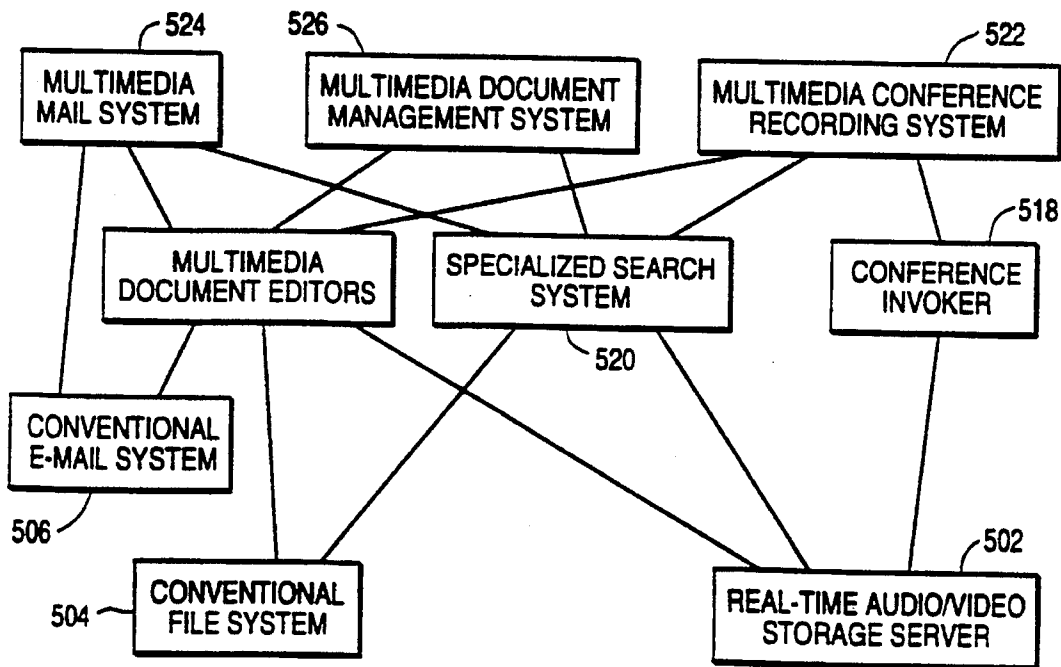 524
526
522
MULTIMEDIA
MAIL SYSTEM
MULTIMEDIA DOCUMENT
MANAGEMENT SYSTEM
MULTIMEDIA CONFERENCE
RECORDING SYSTEM
518
MULTIMEDIA
DOCUMENT EDITORS
SPECIALIZED SEARCH
SYSTEM
CONFERENCE
INVOKER
520
CONVENTIONAL
E-MAIL SYSTEM
506
502
504
CONVENTIONAL
FILE SYSTEM
REAL-TIME AUDIO/VIDEO
STORAGE SERVER